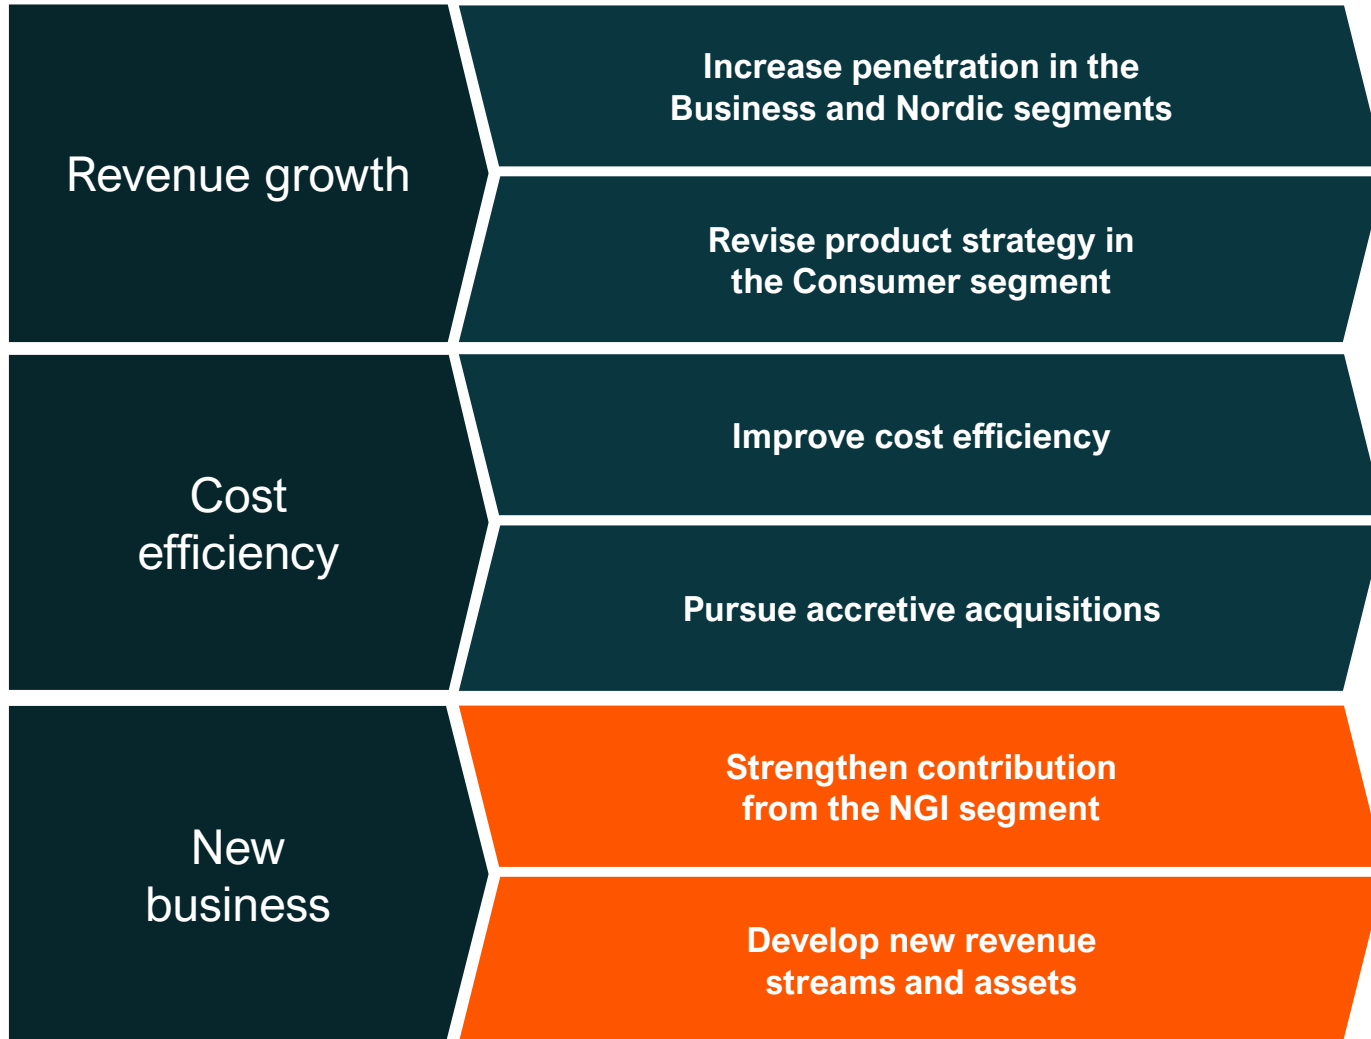 Revenue growth
Increase penetration in the
Business and Nordic segments
Revise product strategy in
the Consumer segment
Cost
efficiency
Improve cost efficiency
Pursue accretive acquisitions
New
business
Strengthen contribution
from the NGI segment
Develop new revenue
streams and assets